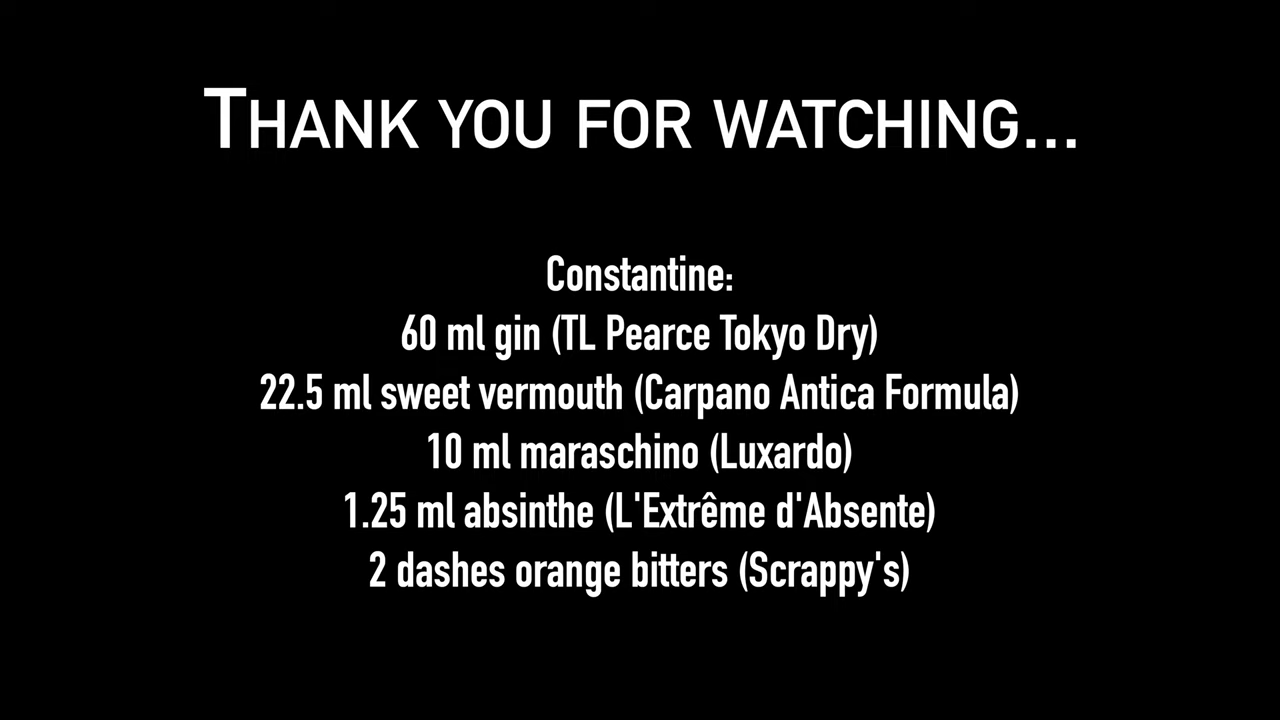 THANK YOU FOR WATCHING...
Constantine:
60 ml gin (TL Pearce Tokyo Dry)
22.5 ml sweet vermouth (Carpano Antica Formula)
10 ml maraschino (Luxardo)
1.25 ml absinthe (L'Extrême d'Absente)
2 dashes orange bitters (Scrappy's)